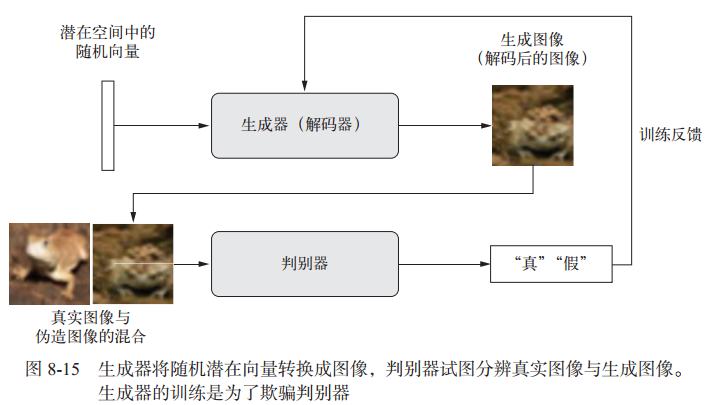 潜在空间中的
随机向量
生成图像
（解码后的图像）
生成器（解码器）
训练反馈
判别器
“真”“假”
真实图像与
伪造图像的混合
图 8-15 生成器将随机潜在向量转换成图像，判别器试图分辨真实图像与生成图像。
生成器的训练是为了欺骗判别器